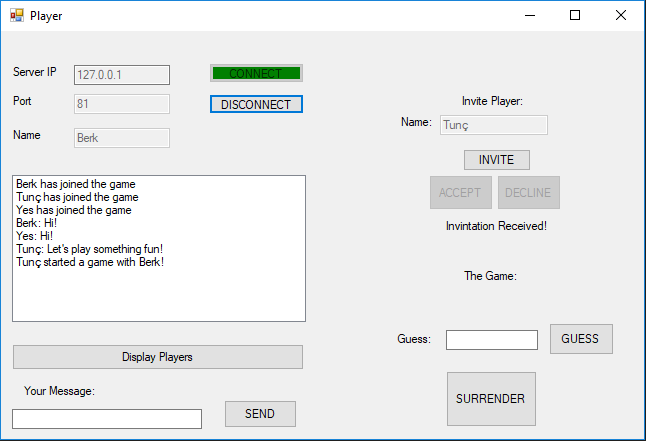 Player
Server IP 127.0.0.1 CONNECT
Port 81 DISCONNECT
Name Berk
Invite Player:
Name: Tunç
INVITE
ACCEPT DECLINE
Invintation Received!
Berk has joined the game
Tunç has joined the game
Yes has joined the game
Berk: Hi!
Yes: Hi!
Tunç: Let's play something fun!
Tunç started a game with Berk!
The Game:
Guess: GUESS
SURRENDER
Display Players
Your Message:
SEND